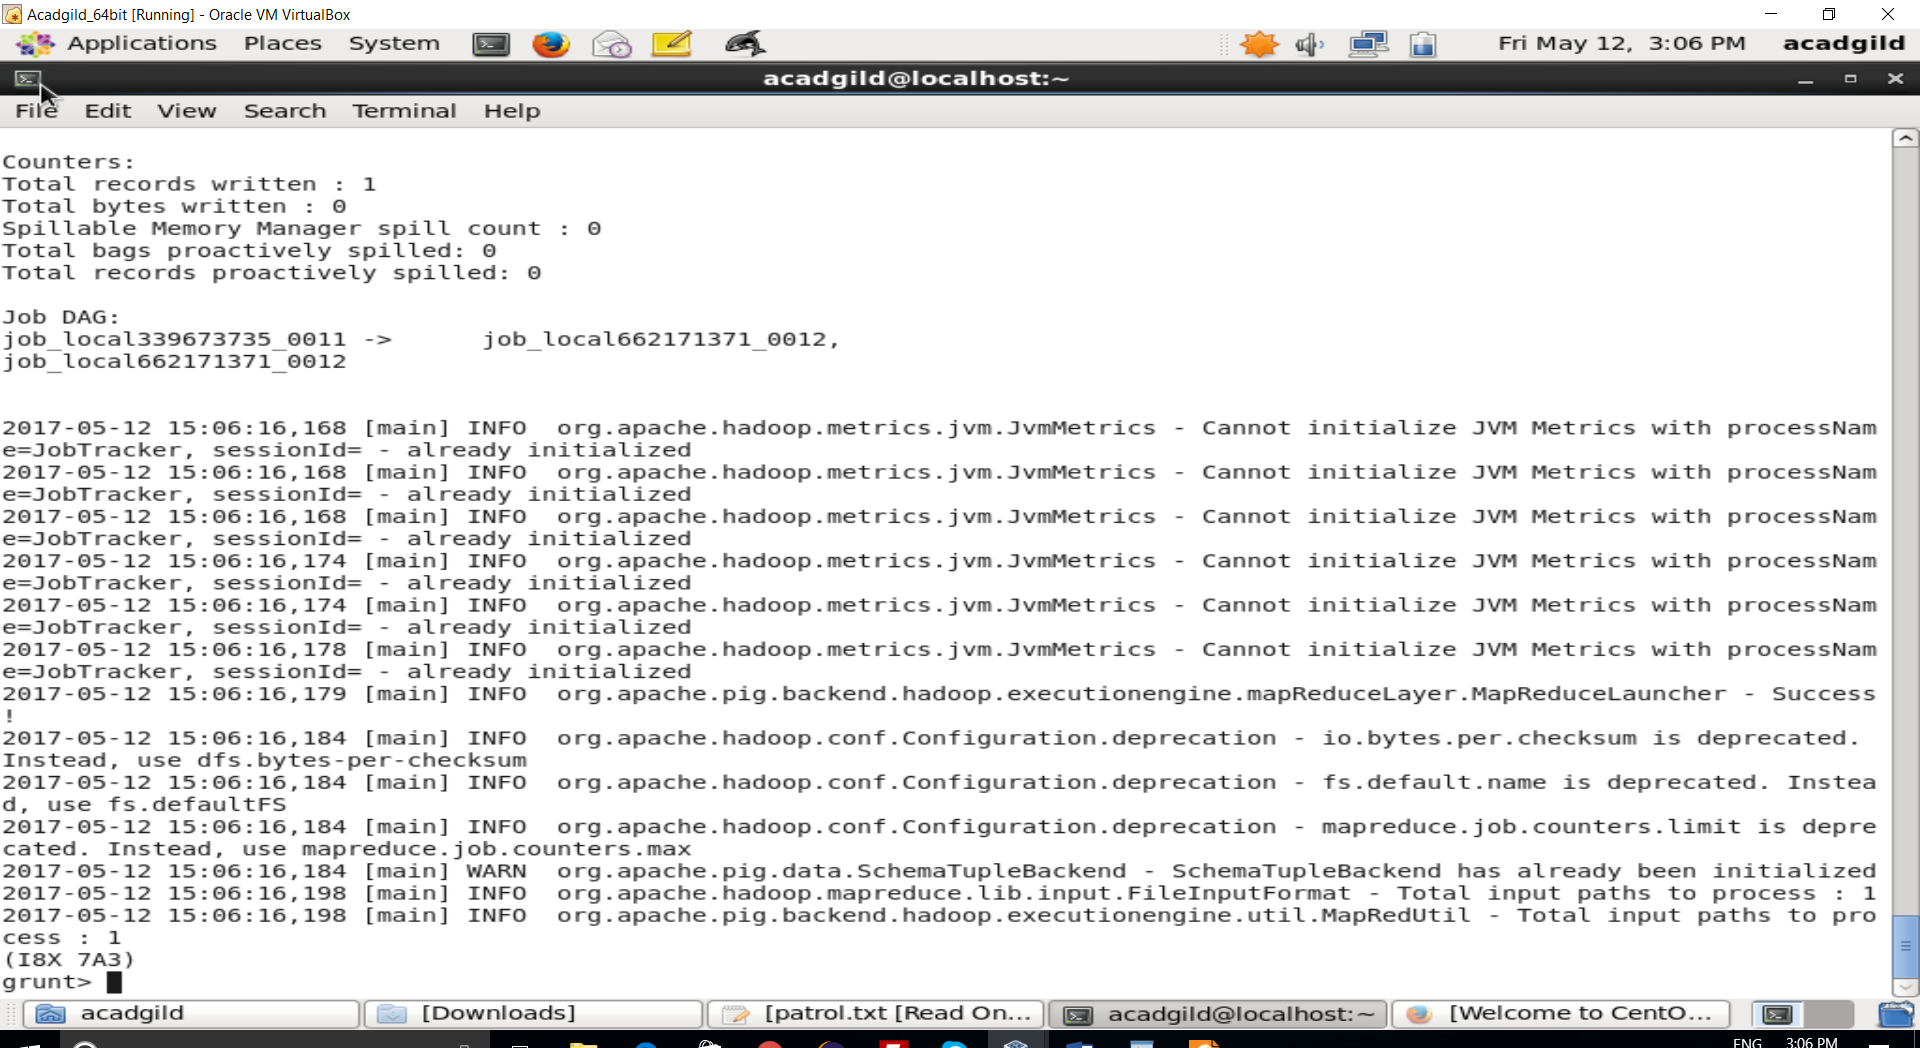 Acadgild_64bit [Running] - Oracle VM VirtualBox
Applications Places System Fri May 12, 3:06 PM acadgild
acadgild@localhost:~
File Edit View Search Terminal Help
Counters:
Total records written : 1
Total bytes written : 0
Spillable Memory Manager spill count : 0
Total bags proactively spilled: 0
Total records proactively spilled: 0
Job DAG:
job_local339673735_0011 -> job_local662171371_0012,
job_local662171371_0012
2017-05-12 15:06:16,168 [main] INFO org.apache.hadoop.metrics.jvm.JvmMetrics - Cannot initialize JVM Metrics with processNam
e=JobTracker, sessionId= - already initialized
2017-05-12 15:06:16,168 [main] INFO org.apache.hadoop.metrics.jvm.JvmMetrics - Cannot initialize JVM Metrics with processNam
e=JobTracker, sessionId= - already initialized
2017-05-12 15:06:16,168 [main] INFO org.apache.hadoop.metrics.jvm.JvmMetrics - Cannot initialize JVM Metrics with processNam
e=JobTracker, sessionId= - already initialized
2017-05-12 15:06:16,174 [main] INFO org.apache.hadoop.metrics.jvm.JvmMetrics - Cannot initialize JVM Metrics with processNam
e=JobTracker, sessionId= - already initialized
2017-05-12 15:06:16,174 [main] INFO org.apache.hadoop.metrics.jvm.JvmMetrics - Cannot initialize JVM Metrics with processNam
e=JobTracker, sessionId= - already initialized
2017-05-12 15:06:16,178 [main] INFO org.apache.hadoop.metrics.jvm.JvmMetrics - Cannot initialize JVM Metrics with processNam
e=JobTracker, sessionId= - already initialized
2017-05-12 15:06:16,179 [main] INFO org.apache.pig.backend.hadoop.executionengine.mapReduceLayer.MapReduceLauncher - Success
!
2017-05-12 15:06:16,184 [main] INFO org.apache.hadoop.conf.Configuration.deprecation - io.bytes.per.checksum is deprecated.
Instead, use dfs.bytes-per-checksum
2017-05-12 15:06:16,184 [main] INFO org.apache.hadoop.conf.Configuration.deprecation - fs.default.name is deprecated. Instea
d, use fs.defaultFS
2017-05-12 15:06:16,184 [main] INFO org.apache.hadoop.conf.Configuration.deprecation - mapreduce.job.counters.limit is depre
cated. Instead, use mapreduce.job.counters.max
2017-05-12 15:06:16,184 [main] WARN org.apache.pig.data.SchemaTupleBackend - SchemaTupleBackend has already been initialized
2017-05-12 15:06:16,198 [main] INFO org.apache.hadoop.mapreduce.lib.input.FileInputFormat - Total input paths to process : 1
2017-05-12 15:06:16,198 [main] INFO org.apache.pig.backend.hadoop.executionengine.util.MapRedUtil - Total input paths to pro
cess : 1
(I8X 7A3)
grunt>
acadgild [Downloads] [patrol.txt [Read On... acadgild@localhost:~ [Welcome to CentO...
ENG 3:06 PM